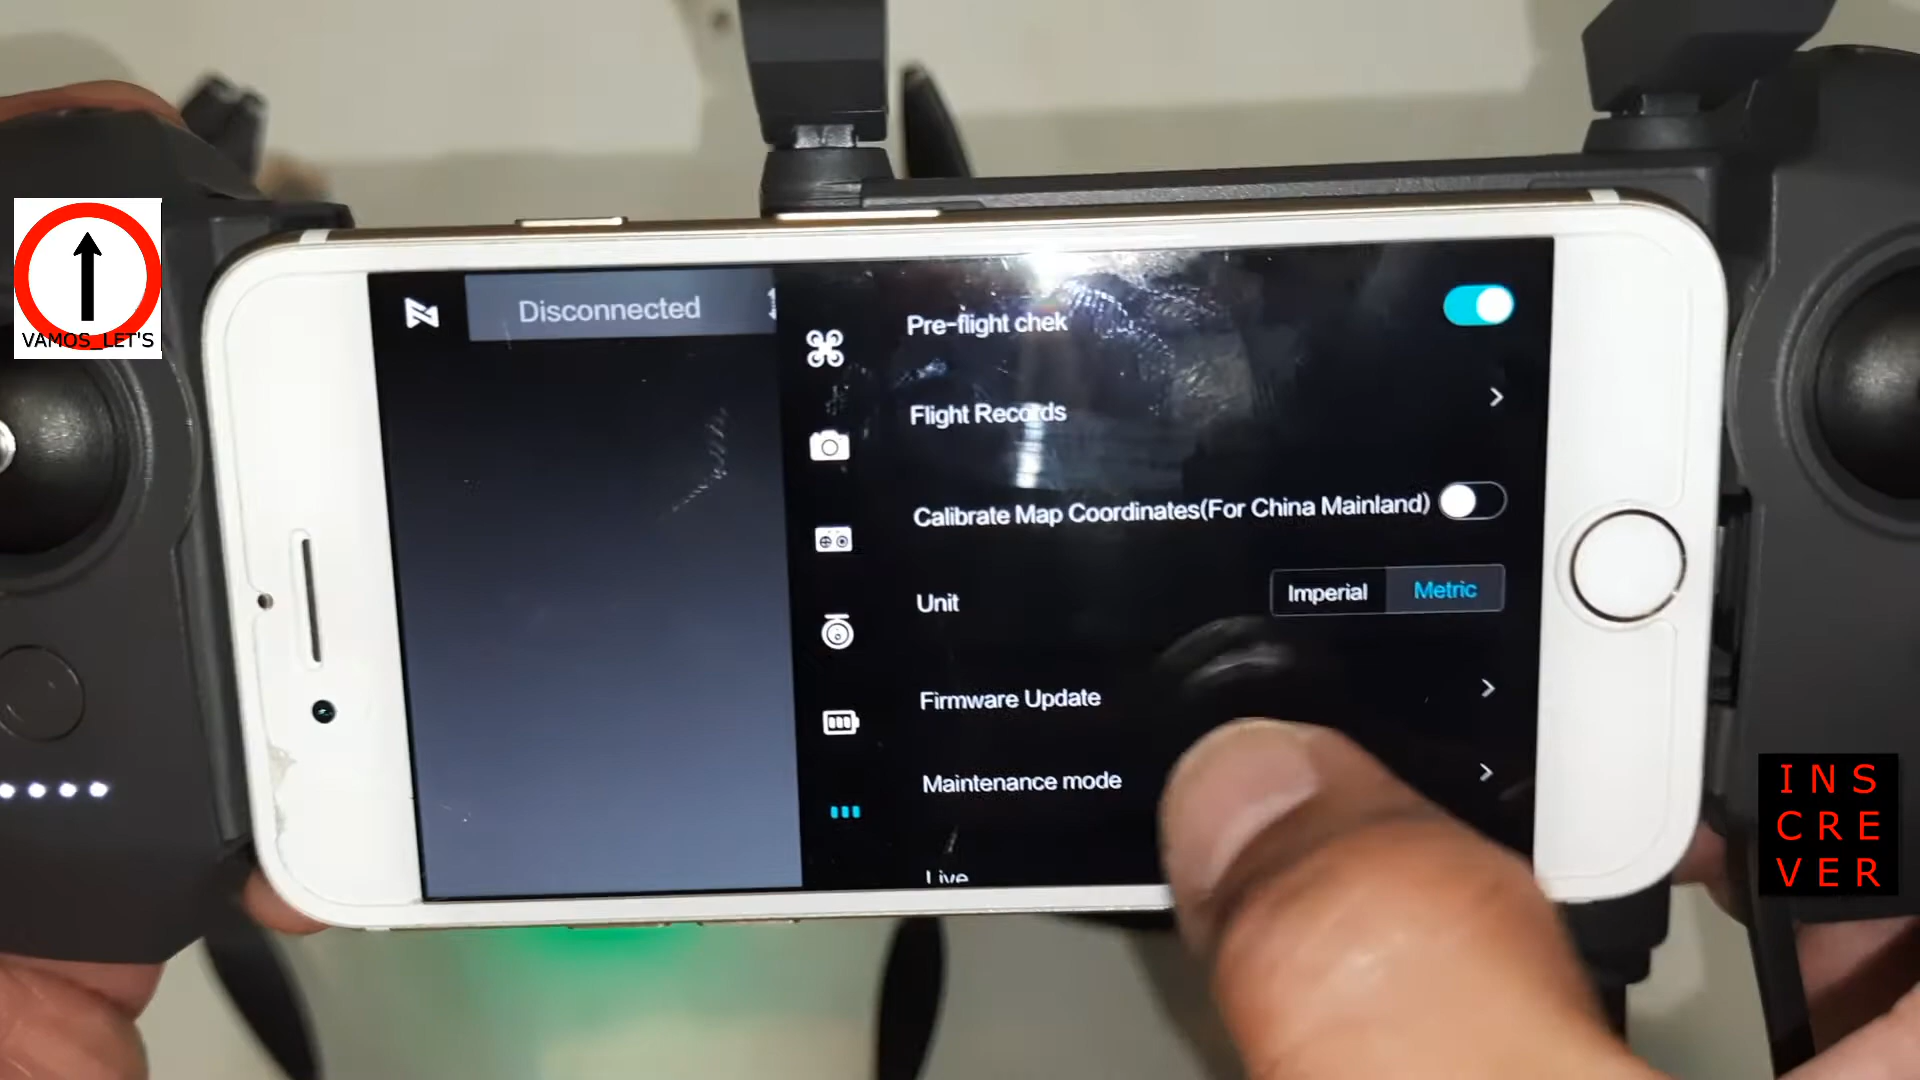 Disconnected
Pre-flight chek
Flight Records
Calibrate Map Coordinates(For China Mainland)
Unit
Imperial
Metric
Firmware Update
Maintenance mode
Live
VAMOS_LET'S
INS
CRE
VER